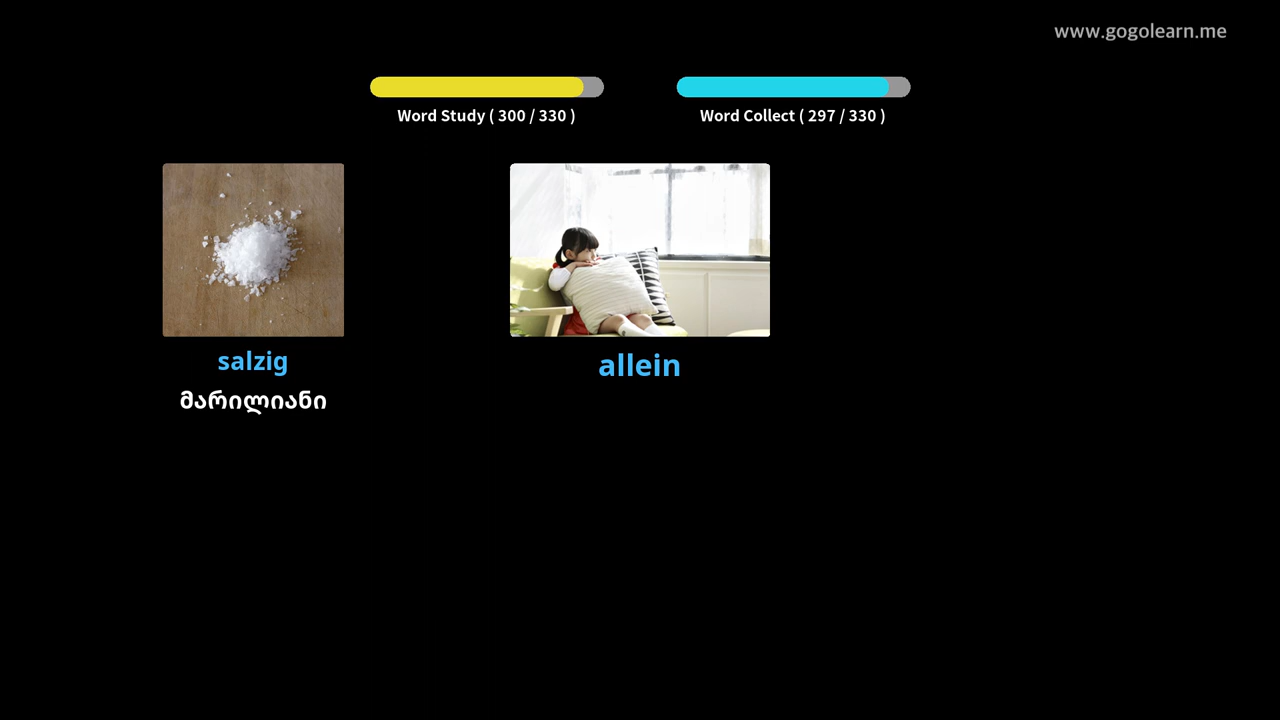 www.gogolearn.me
Word Study ( 300 / 330 )
Word Collect ( 297 / 330 )
salzig
მარილიანი
allein